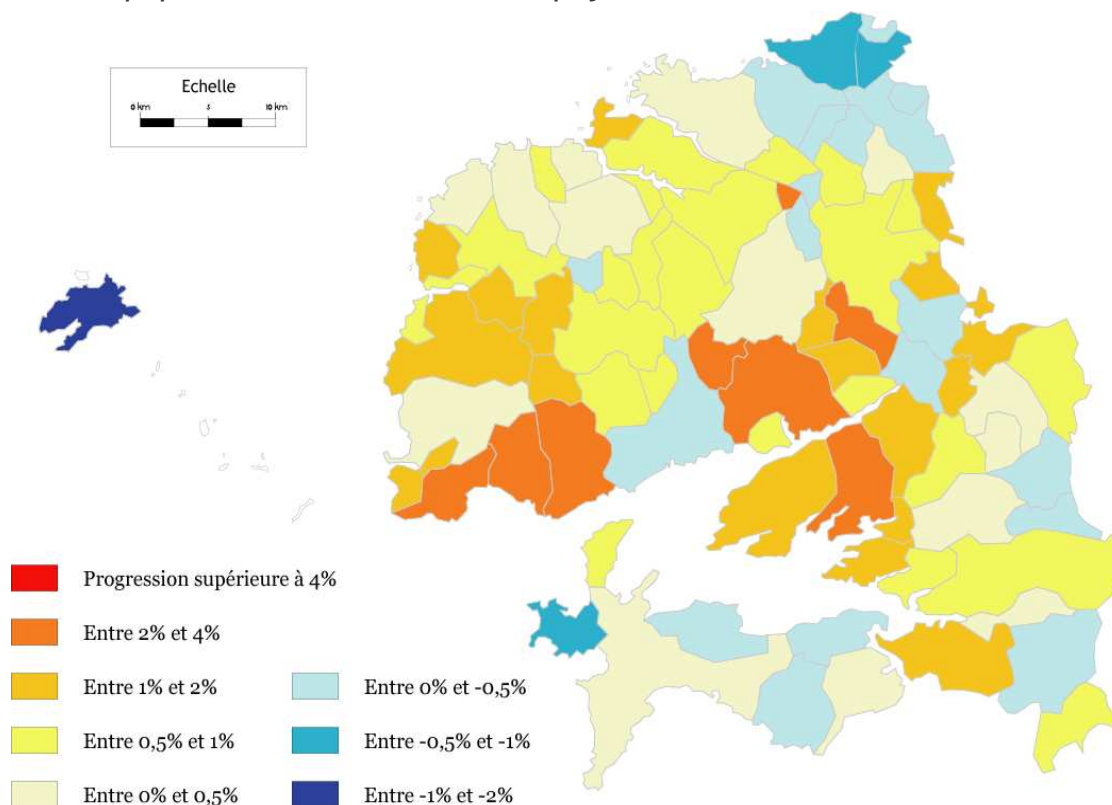 Echelle
0 km 5 10 km
Progression supérieure à 4%
Entre 2% et 4%
Entre 1% et 2%
Entre 0,5% et 1%
Entre 0% et 0,5%
Entre 0% et -0,5%
Entre -0,5% et -1%
Entre -1% et -2%